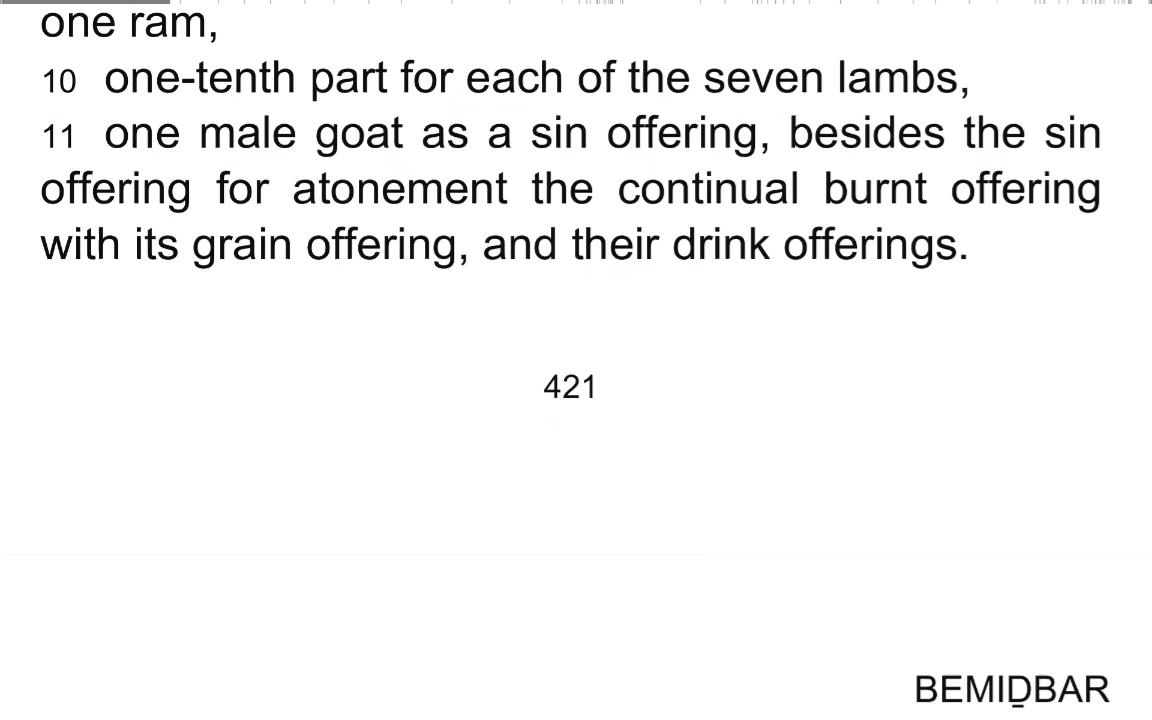 one ram,
10 one-tenth part for each of the seven lambs,
11 one male goat as a sin offering, besides the sin
offering for atonement the continual burnt offering
with its grain offering, and their drink offerings.
421
BEMIḎBAR